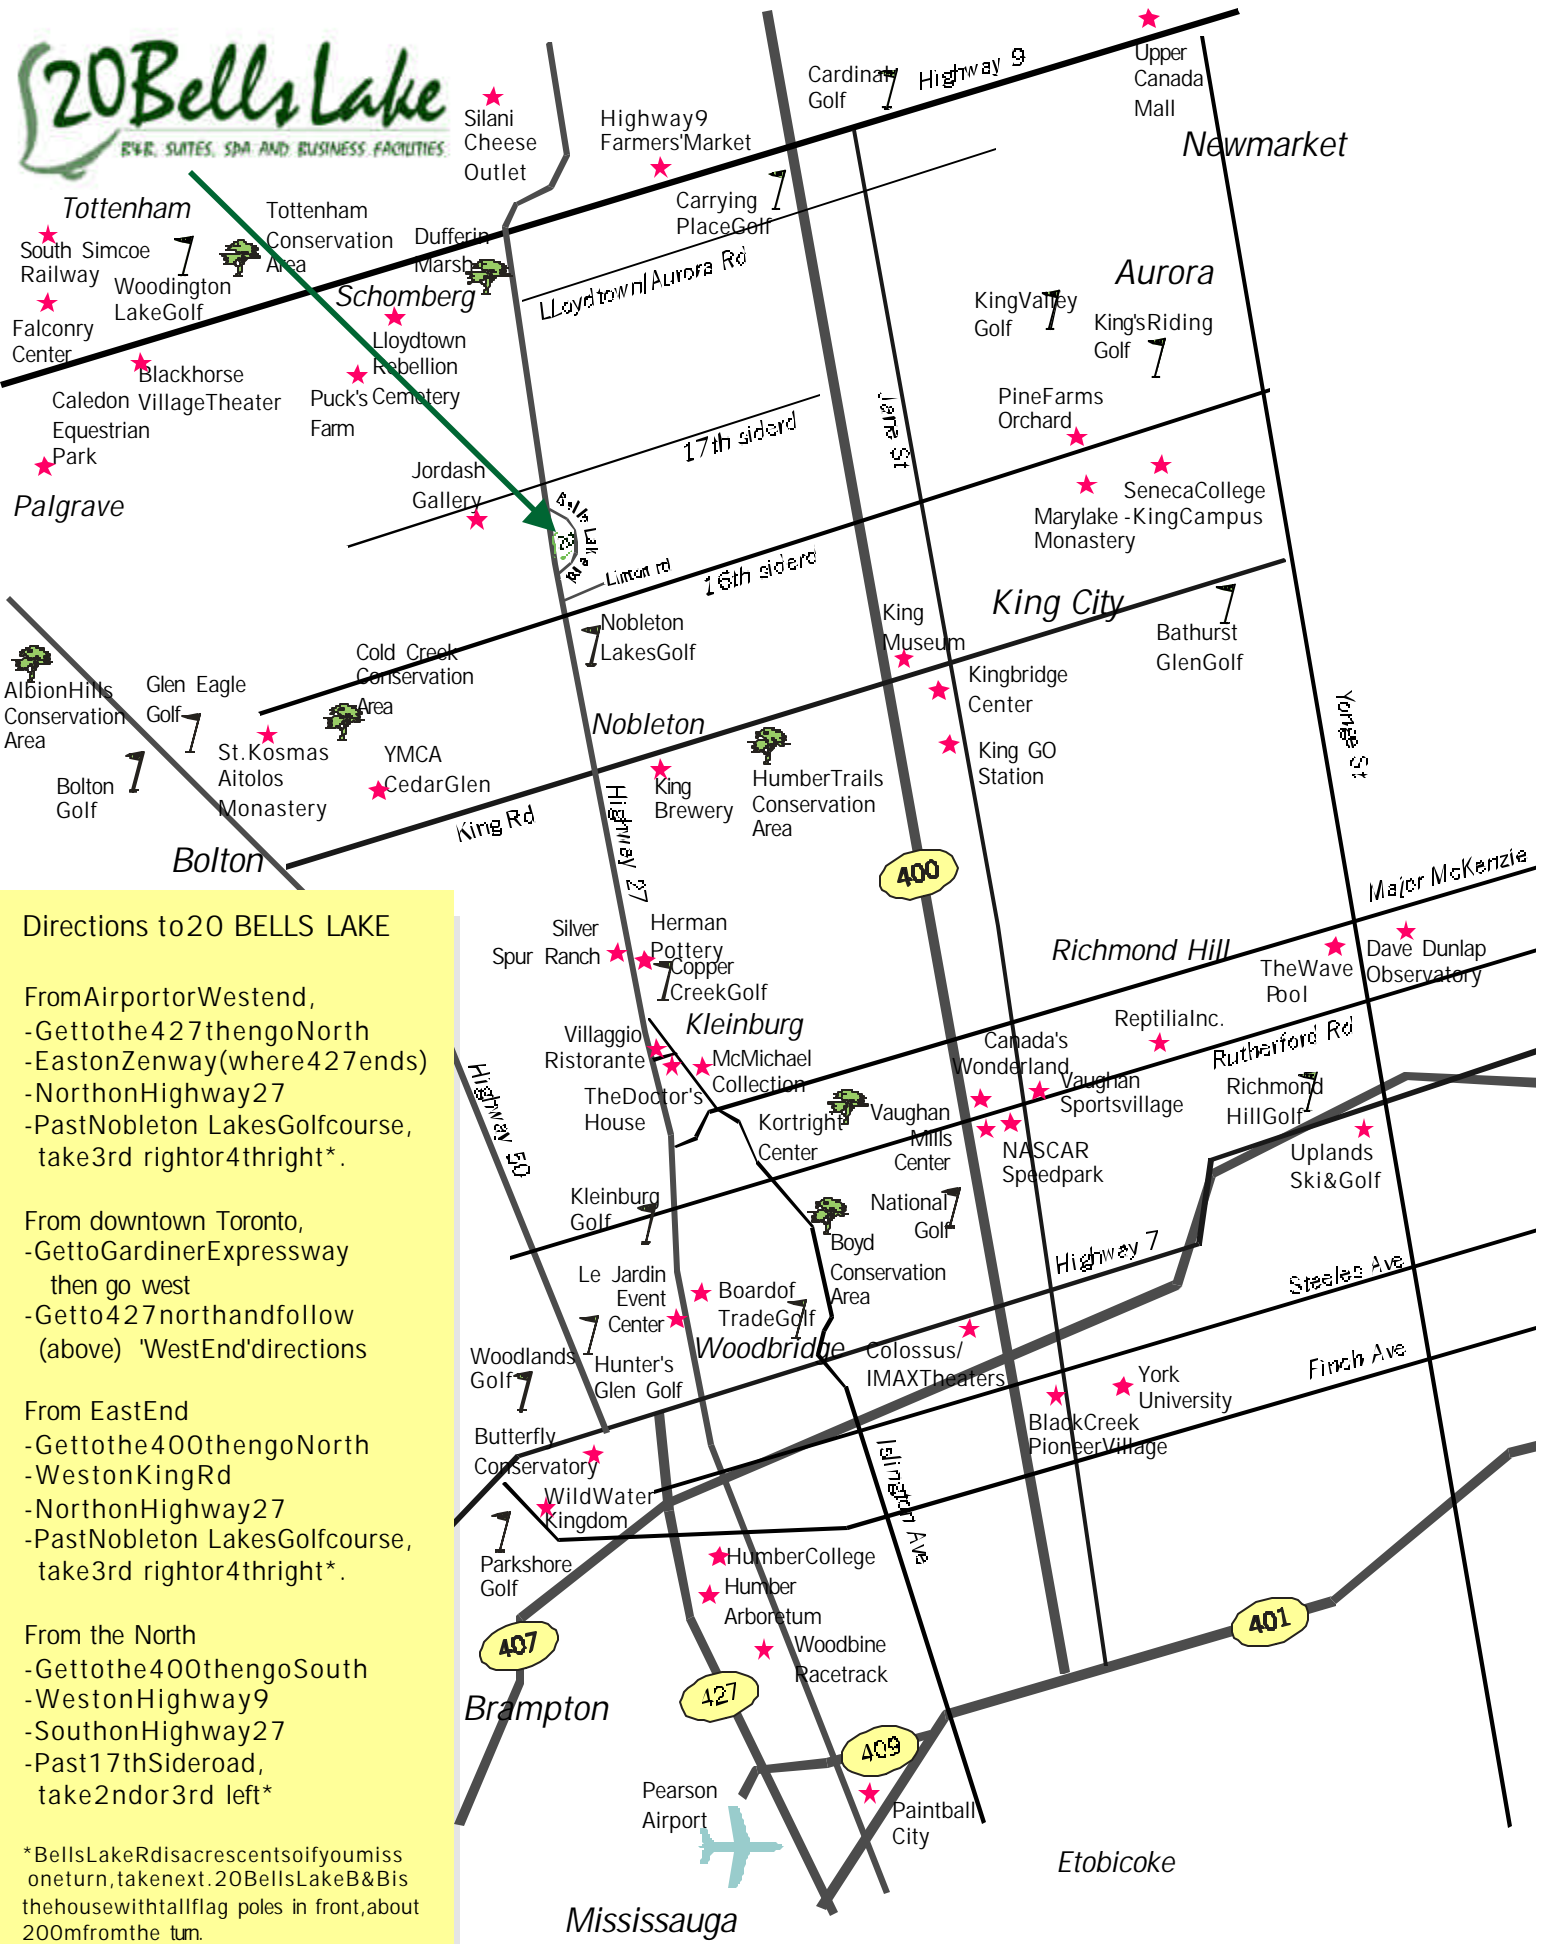 20 Bells Lake
B&B, SUITES, SPA AND BUSINESS FACILITIES
Silani
Cheese
Outlet
Highway9
Farmers'Market
Cardinal
Golf
Highway 9
Upper
Canada
Mall
Newmarket
Tottenham
South Simcoe
Railway
Tottenham
Conservation
Area
Dufferin
Marsh
Carrying
PlaceGolf
Woodington
LakeGolf
Schomberg
LLoydtown/Aurora Rd
Aurora
KingValley
Golf
King'sRiding
Golf
Falconry
Center
Lloydtown
Rebellion
Cemetery
Blackhorse
VillageTheater
Puck's
Farm
Caledon
Equestrian
Park
PineFarms
Orchard
Jane St
17th siderd
Palgrave
Jordash
Gallery
Bells Lake Rd
20
SenecaCollege
-KingCampus
Marylake
Monastery
Linton rd
16th siderd
King City
King
Museum
Nobleton
LakesGolf
Bathurst
GlenGolf
Cold Creek
Conservation
Area
AlbionHills
Conservation
Area
Glen Eagle
Golf
Kingbridge
Center
Nobleton
Yonge St
St.Kosmas
Aitolos
Monastery
YMCA
CedarGlen
King GO
Station
Bolton
Golf
King
Brewery
HumberTrails
Conservation
Area
King Rd
Highway 27
Bolton
400
Major McKenzie
Directions to20 BELLS LAKE
FromAirportorWestend,
-Gettothe427thengoNorth
-EastonZenway(where427ends)
-NorthonHighway27
-PastNobleton LakesGolfcourse,
take3rd rightor4thright*.
From downtown Toronto,
-GettoGardinerExpressway
then go west
-Getto427northandfollow
(above) 'WestEnd'directions
From EastEnd
-Gettothe400thengoNorth
-WestonKingRd
-NorthonHighway27
-PastNobleton LakesGolfcourse,
take3rd rightor4thright*.
From the North
-Gettothe400thengoSouth
-WestonHighway9
-SouthonHighway27
-Past17thSideroad,
take2ndor3rd left*
*BellsLakeRdisacrescentsoifyoumiss
oneturn,takenext.20BellsLakeB&Bis
thehousewithtallflag poles in front,about
200mfromthe turn.
Silver
Spur Ranch
Herman
Pottery
Copper
CreekGolf
Richmond Hill
TheWave
Pool
Dave Dunlap
Observatory
Kleinburg
Villaggio
Ristorante
McMichael
Collection
TheDoctor's
House
Highway 50
Canada's
Wonderland
ReptiliaInc.
Rutherford Rd
Vaughan
Sportsvillage
Richmond
HillGolf
Kortright
Center
Vaughan
Mills
Center
NASCAR
Speedpark
Uplands
Ski&Golf
Kleinburg
Golf
National
Golf
Boyd
Conservation
Area
Highway 7
Steeles Ave
Le Jardin
Event
Center
Boardof
TradeGolf
Woodbridge
Colossus/
IMAXTheaters
Finch Ave
Woodlands
Golf
Hunter's
Glen Golf
York
University
BlackCreek
PioneerVillage
Butterfly
Conservatory
Islington Ave
WildWater
Kingdom
Parkshore
Golf
HumberCollege
Humber
Arboretum
Woodbine
Racetrack
407
401
427
Brampton
409
Pearson
Airport
Paintball
City
Etobicoke
Mississauga